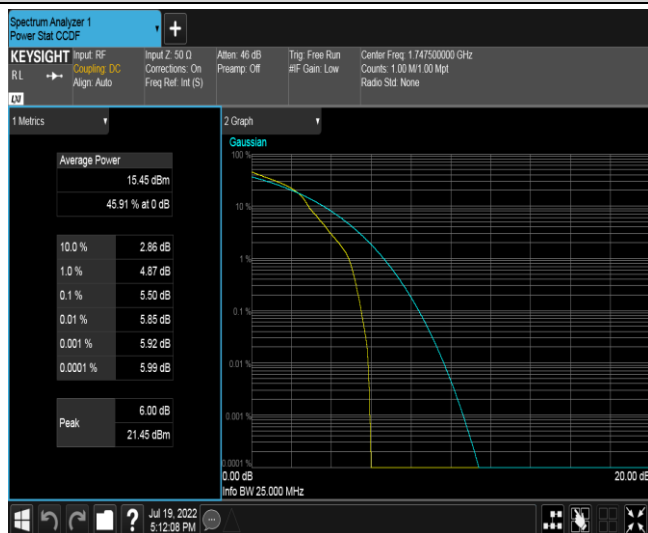 Spectrum Analyzer 1
Power Stat CCDF
KEYSIGHT
RL
LXI
Input: RF
Coupling: DC
Align: Auto
Input Z: 50 Ω
Corrections: On
Freq Ref: Int (S)
Atten: 46 dB
Preamp: Off
Trig: Free Run
#IF Gain: Low
Center Freq: 1.747500000 GHz
Counts: 1.00 M/1.00 Mpt
Radio Std: None
1 Metrics
Average Power
15.45 dBm
45.91 % at 0 dB
10.0 % 2.86 dB
1.0 % 4.87 dB
0.1 % 5.50 dB
0.01 % 5.85 dB
0.001 % 5.92 dB
0.0001 % 5.99 dB
Peak
6.00 dB
21.45 dBm
2 Graph
Gaussian
100 %
10 %
1 %
0.1 %
0.01 %
0.001 %
0.0001 %
0.00 dB 20.00 dB
Info BW 25.000 MHz
?
Jul 19, 2022
5:12:08 PM